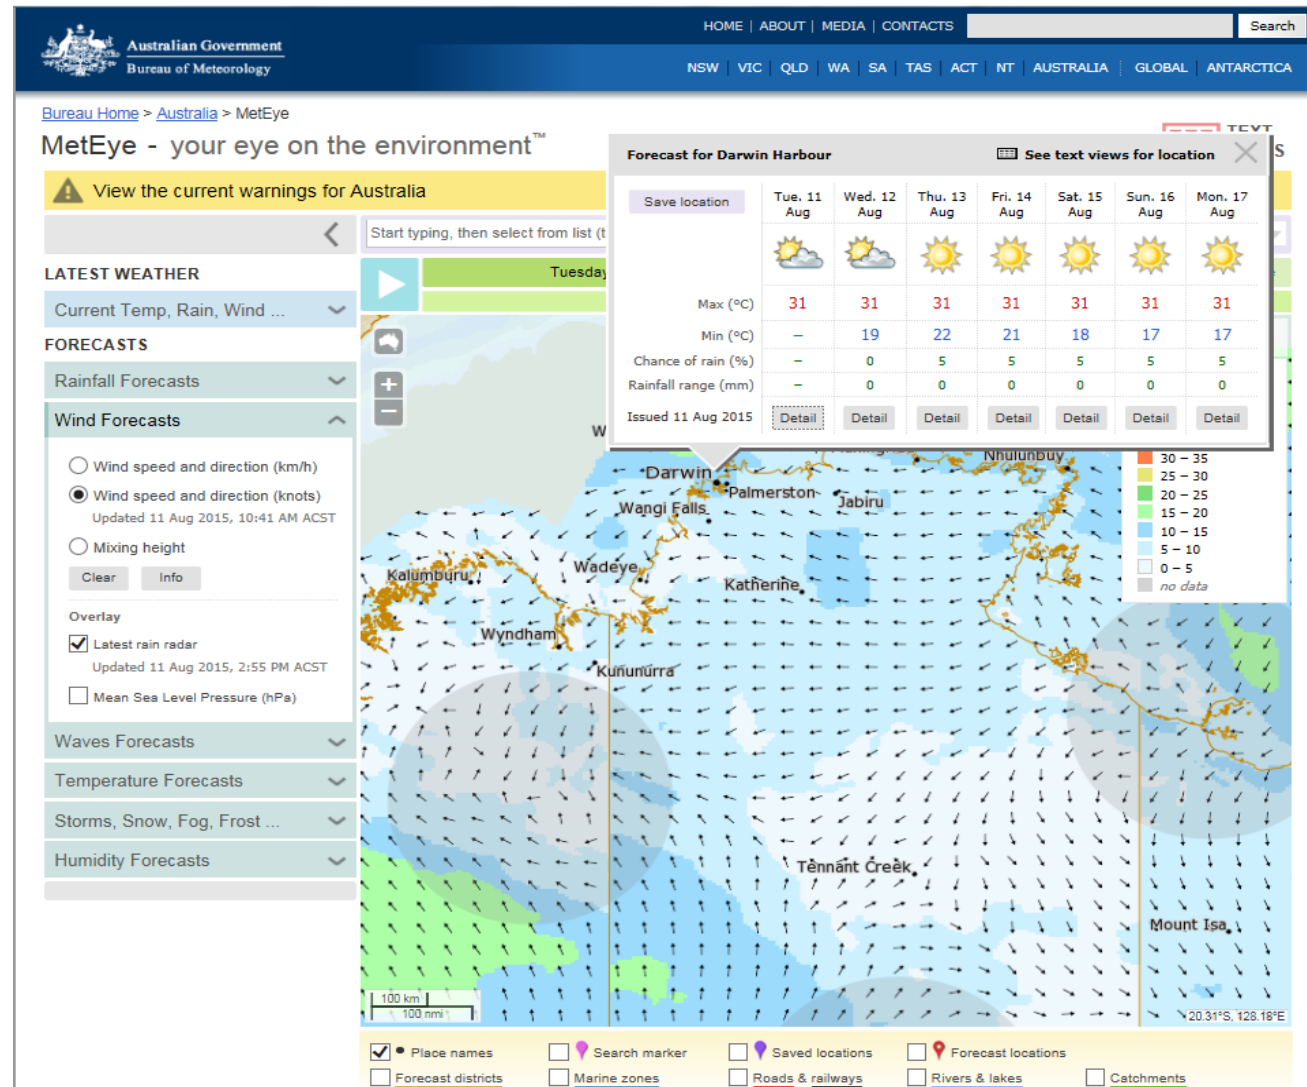 HOME | ABOUT | MEDIA | CONTACTS
Search
Australian Government
Bureau of Meteorology
NSW VIC QLD WA SA TAS ACT NT AUSTRALIA GLOBAL ANTARCTICA
Bureau Home > Australia > MetEye
MetEye - your eye on the environment™
TEXT
S
View the current warnings for Australia
Forecast for Darwin Harbour
See text views for location
Save location
Tue. 11 Aug Wed. 12 Aug Thu. 13 Aug Fri. 14 Aug Sat. 15 Aug Sun. 16 Aug Mon. 17 Aug
Max (°C) 31 31 31 31 31 31 31
Min (°C) – 19 22 21 18 17 17
Chance of rain (%) – 0 5 5 5 5 5
Rainfall range (mm) – 0 0 0 0 0 0
Issued 11 Aug 2015 Detail Detail Detail Detail Detail Detail Detail
Start typing, then select from list (t
Tuesday
LATEST WEATHER
Current Temp, Rain, Wind ...
FORECASTS
Rainfall Forecasts
Wind Forecasts
Wind speed and direction (km/h)
Wind speed and direction (knots)
Updated 11 Aug 2015, 10:41 AM ACST
Mixing height
Clear Info
Overlay
Latest rain radar
Updated 11 Aug 2015, 2:55 PM ACST
Mean Sea Level Pressure (hPa)
Waves Forecasts
Temperature Forecasts
Storms, Snow, Fog, Frost ...
Humidity Forecasts
W
Darwin
Nhulunbuy
Palmerston
Jabiru
Wangi Falls
Wadeye
Kalumburu
Katherine
Wyndham
Kununurra
Tennant Creek
Mount Isa
30 – 35
25 – 30
20 – 25
15 – 20
10 – 15
5 – 10
0 – 5
no data
100 km
100 nmi
20.31°S, 128.18°E
Place names Search marker Saved locations Forecast locations
Forecast districts Marine zones Roads & railways Rivers & lakes Catchments